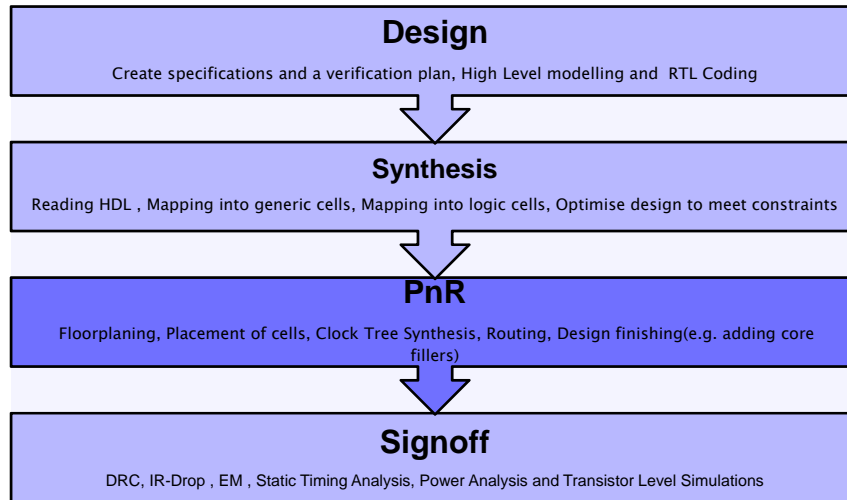 Design
Create specifications and a verification plan, High Level modelling and  RTL Coding
Synthesis
Reading HDL , Mapping into generic cells, Mapping into logic cells, Optimise design to meet constraints
PnR
Floorplaning, Placement of cells, Clock Tree Synthesis, Routing, Design finishing(e.g. adding core
fillers)
Signoff
DRC, IR-Drop , EM , Static Timing Analysis, Power Analysis and Transistor Level Simulations